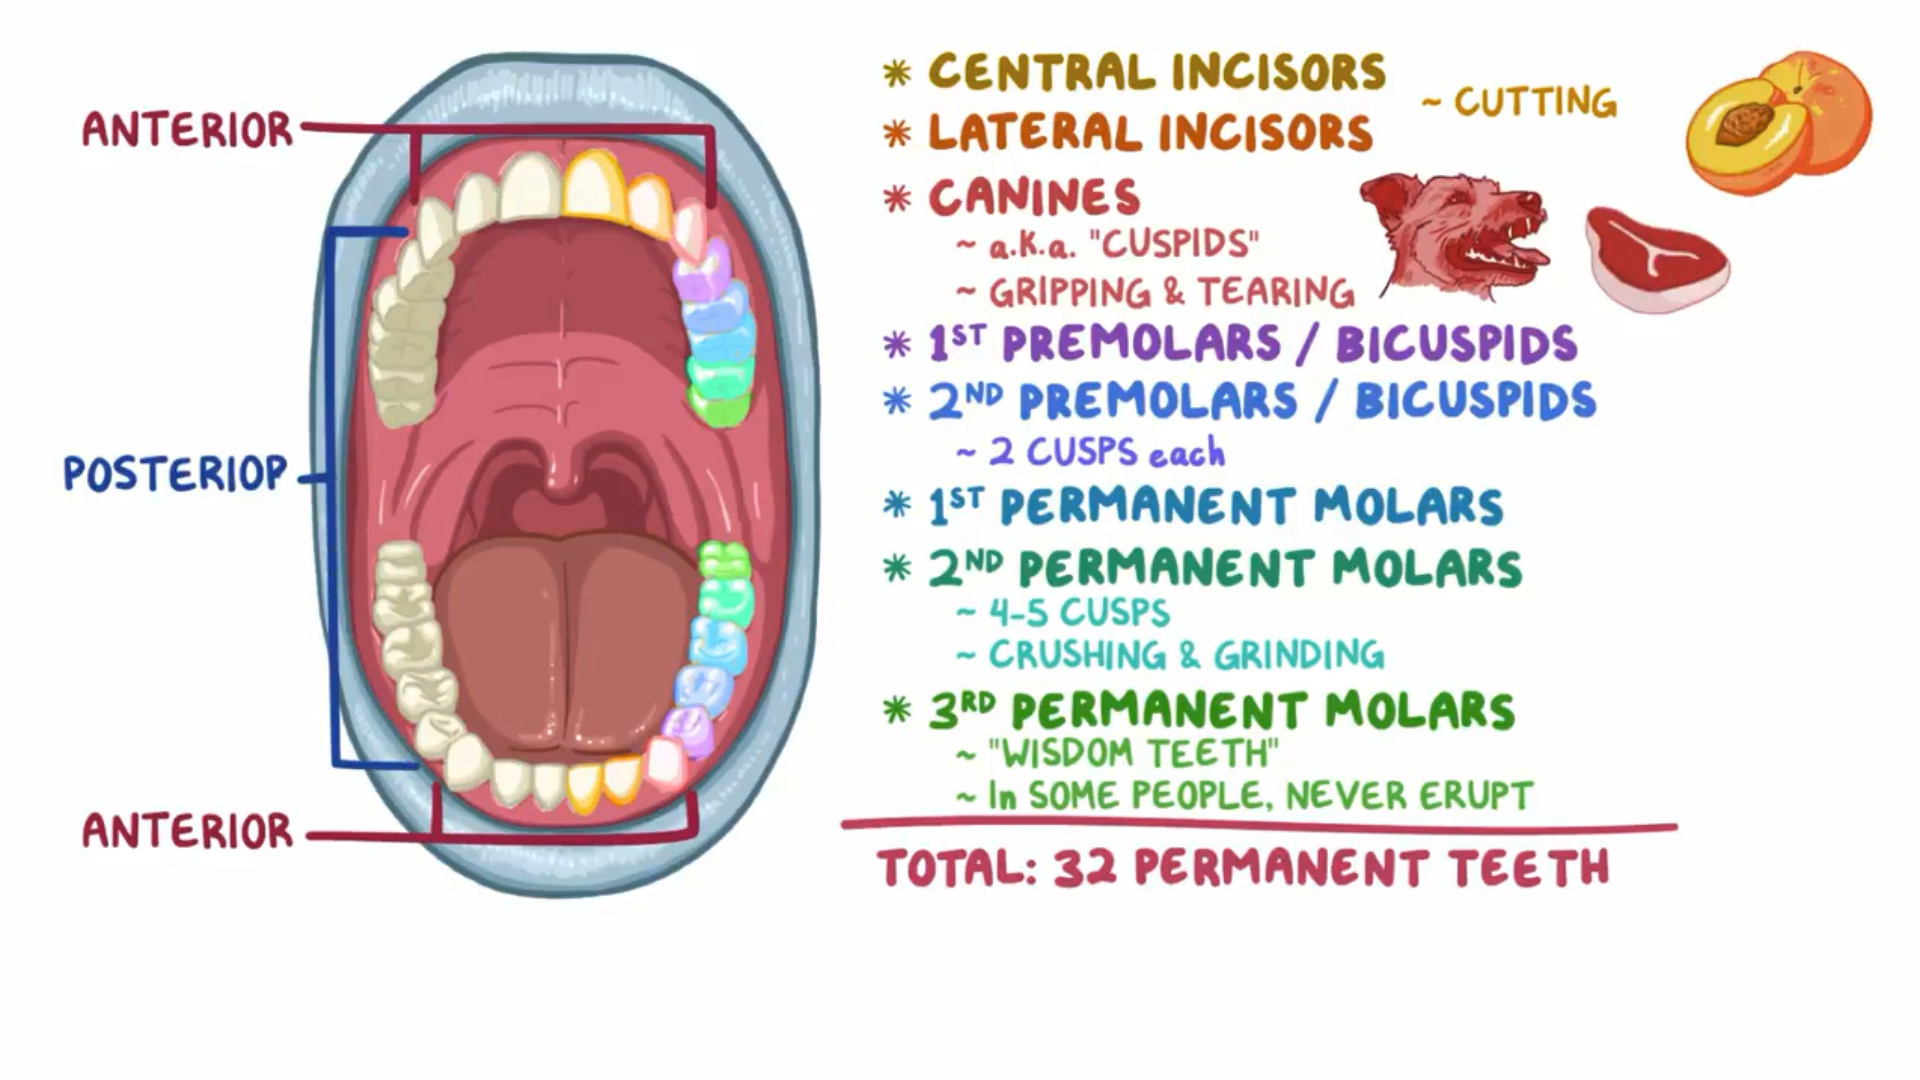 ANTERIOR
POSTERIOP
ANTERIOR
* CENTRAL INCISORS
* LATERAL INCISORS
~ CUTTING
* CANINES
~ a.k.a. "CUSPIDS"
~ GRIPPING & TEARING
* 1ST PREMOLARS / BICUSPIDS
* 2ND PREMOLARS / BICUSPIDS
~ 2 CUSPS each
* 1ST PERMANENT MOLARS
* 2ND PERMANENT MOLARS
~ 4-5 CUSPS
~ CRUSHING & GRINDING
* 3RD PERMANENT MOLARS
~ "WISDOM TEETH"
~ In SOME PEOPLE, NEVER ERUPT
TOTAL: 32 PERMANENT TEETH